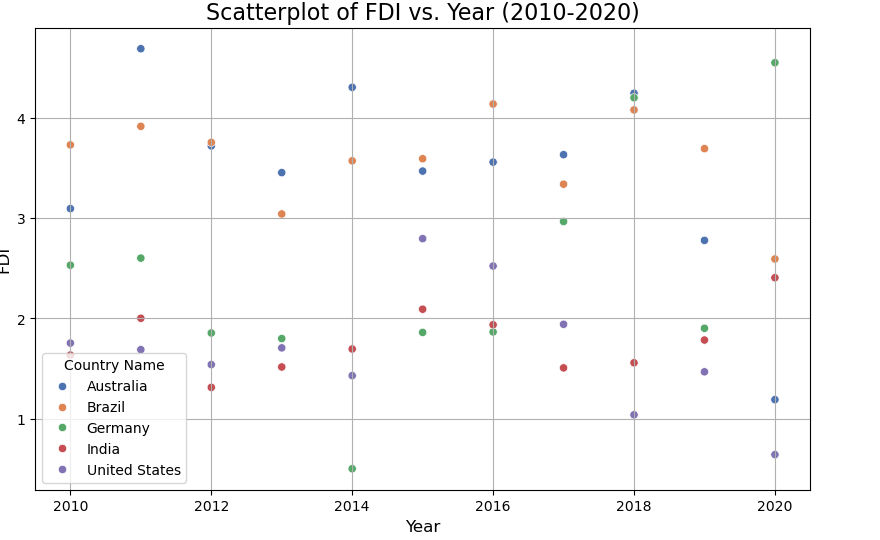 Scatterplot of FDI vs. Year (2010-2020)
FDI
4
3
2
1
Country Name
Australia
Brazil
Germany
India
United States
2010 2012 2014 2016 2018 2020
Year